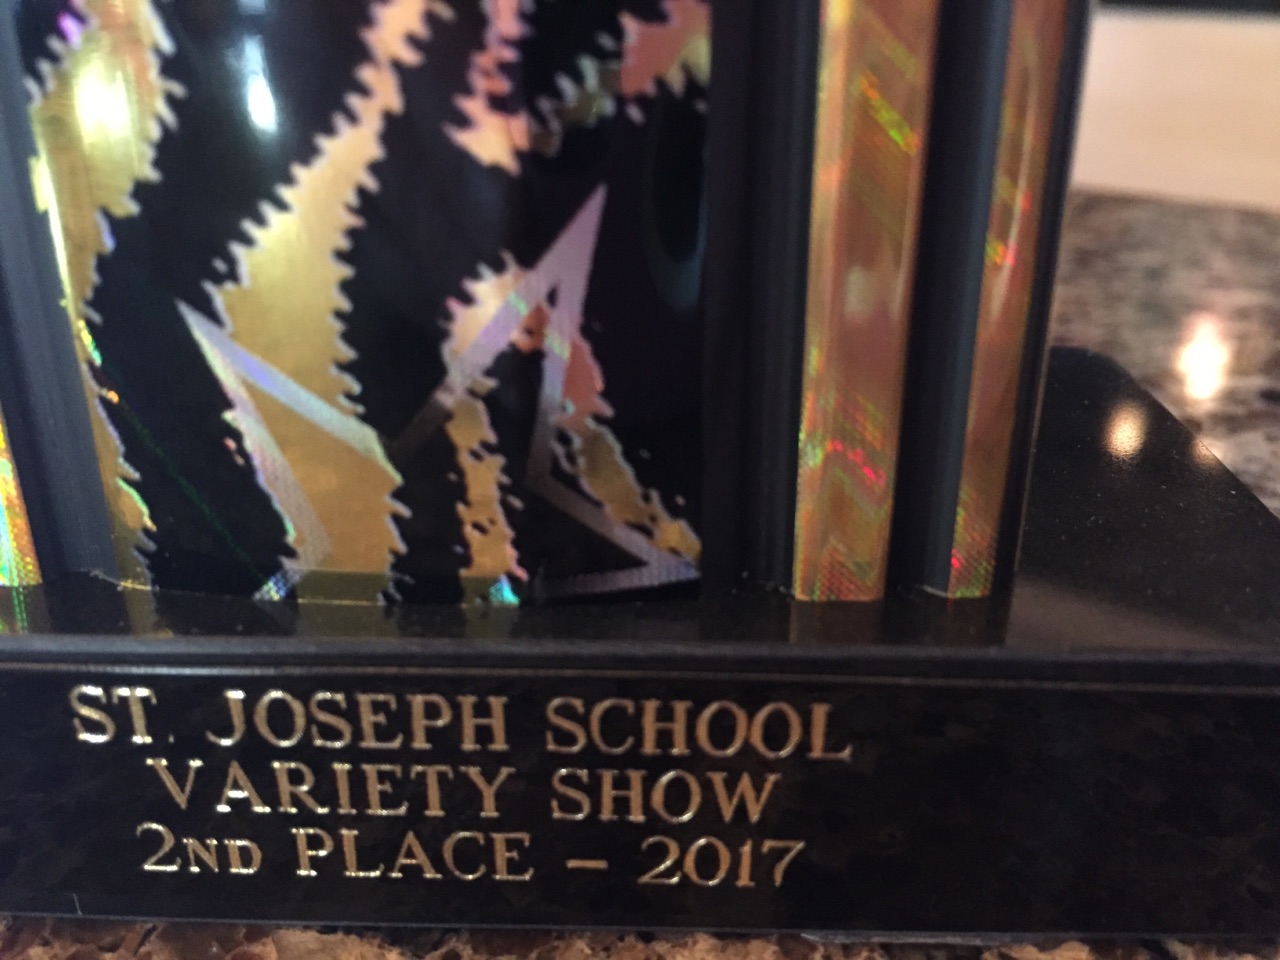 ST. JOSEPH SCHOOL
VARIETY SHOW
2ND PLACE – 2017